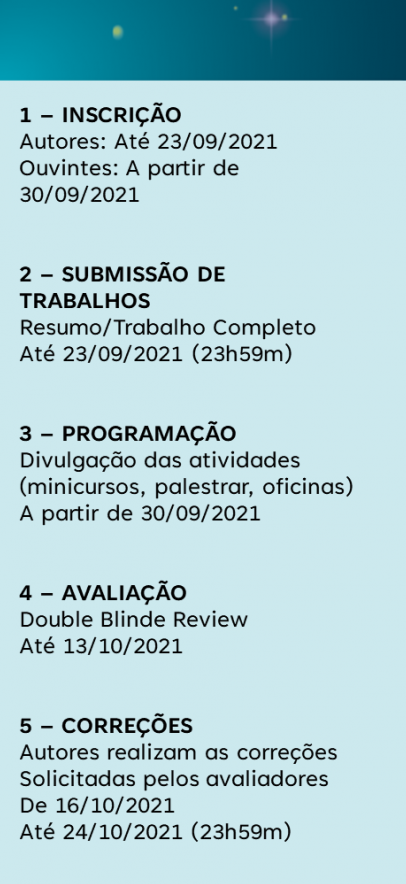 1 – INSCRIÇÃO
Autores: Até 23/09/2021
Ouvintes: A partir de
30/09/2021
2 – SUBMISSÃO DE
TRABALHOS
Resumo/Trabalho Completo
Até 23/09/2021 (23h59m)
3 – PROGRAMAÇÃO
Divulgação das atividades
(minicursos, palestrar, oficinas)
A partir de 30/09/2021
4 – AVALIAÇÃO
Double Blinde Review
Até 13/10/2021
5 – CORREÇÕES
Autores realizam as correções
Solicitadas pelos avaliadores
De 16/10/2021
Até 24/10/2021 (23h59m)